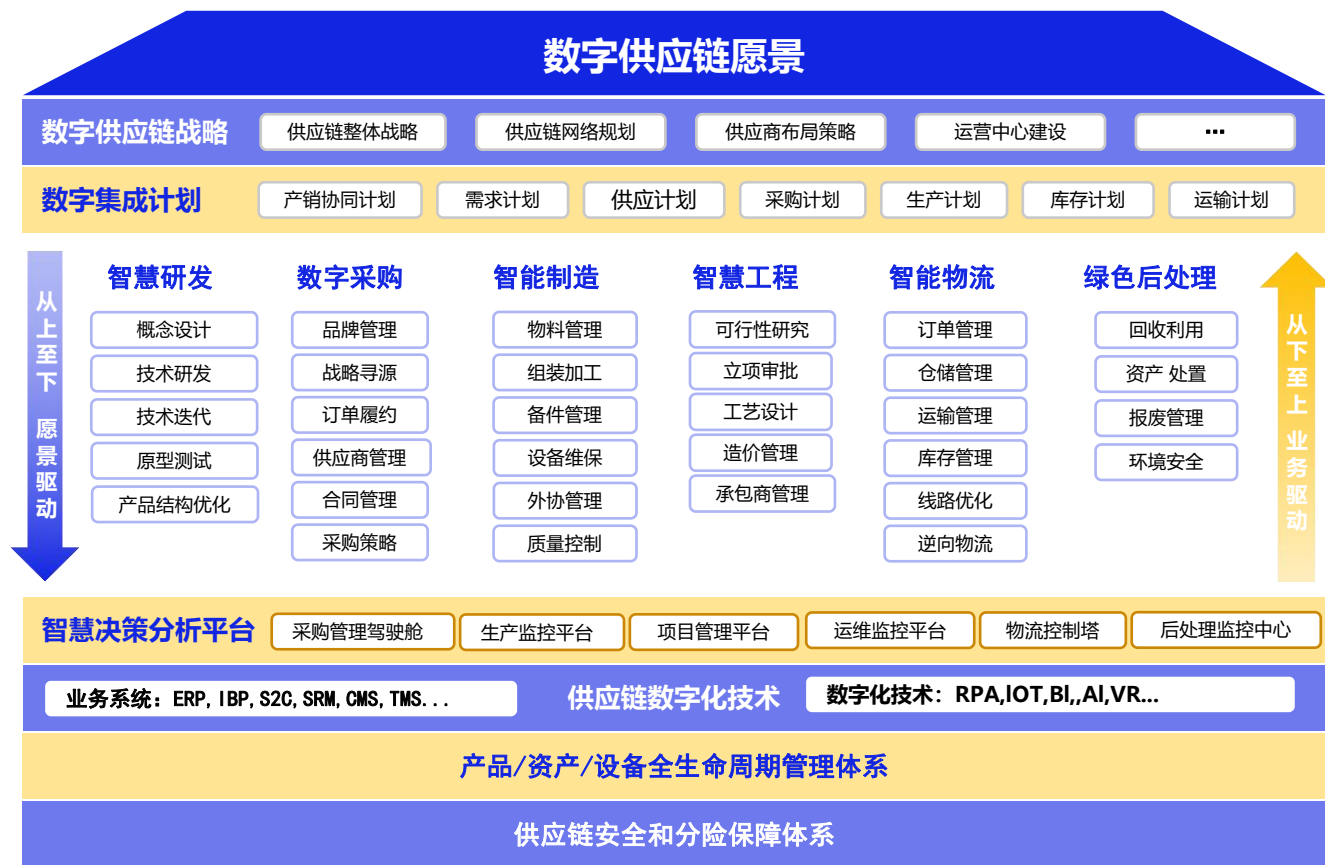 数字供应链愿景
数字供应链战略 供应链整体战略 供应链网络规划 供应商布局策略 运营中心建设 ...
数字集成计划 产销协同计划 需求计划 供应计划 采购计划 生产计划 库存计划 运输计划
从上至下 愿景驱动
智慧研发
概念设计
技术研发
技术迭代
原型测试
产品结构优化
数字采购
品牌管理
战略寻源
订单履约
供应商管理
合同管理
采购策略
智能制造
物料管理
组装加工
备件管理
设备维保
外协管理
质量控制
智慧工程
可行性研究
立项审批
工艺设计
造价管理
承包商管理
智能物流
订单管理
仓储管理
运输管理
库存管理
线路优化
逆向物流
绿色后处理
回收利用
资产 处置
报废管理
环境安全
从下至上 业务驱动
智慧决策分析平台 采购管理驾驶舱 生产监控平台 项目管理平台 运维监控平台 物流控制塔 后处理监控中心
业务系统：ERP, IBP, S2C, SRM, CMS, TMS... 供应链数字化技术 数字化技术：RPA,lOT,Bl,,Al,VR...
产品/资产/设备全生命周期管理体系
供应链安全和分险保障体系